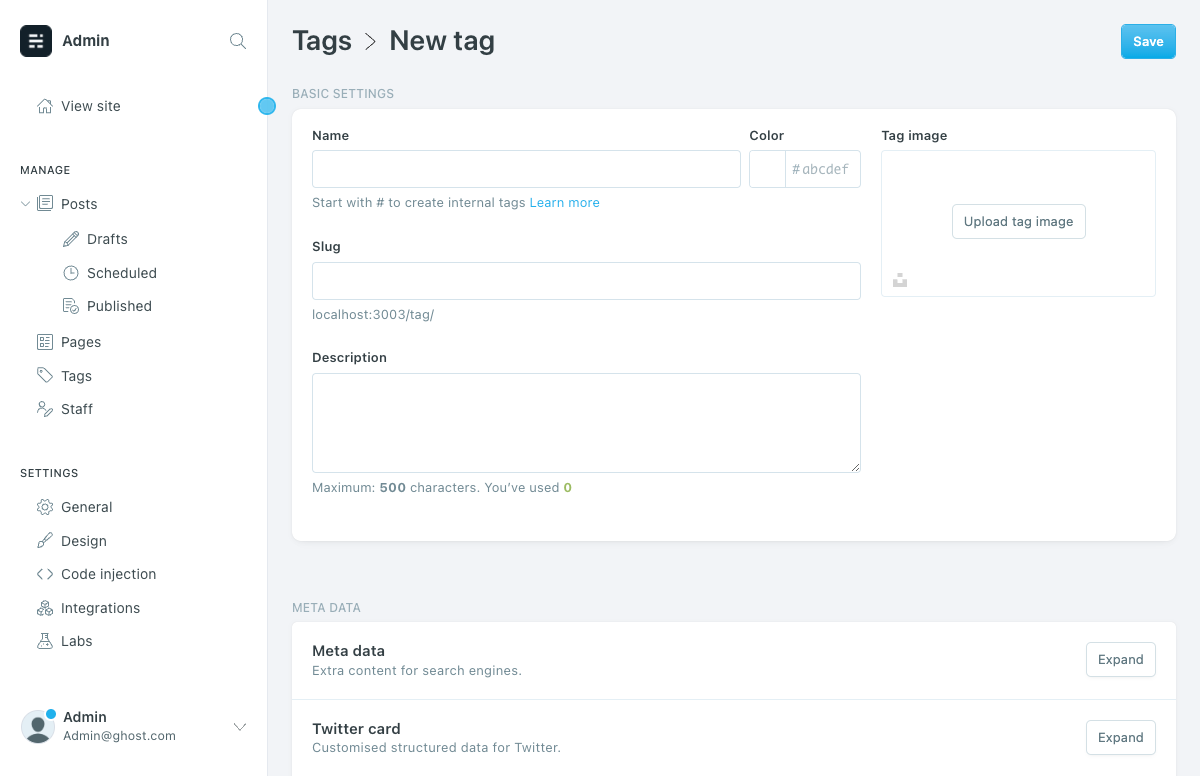 Admin
View site
MANAGE
Posts
Drafts
Scheduled
Published
Pages
Tags
Staff
SETTINGS
General
Design
Code injection
Integrations
Labs
Admin
Admin@ghost.com
Tags > New tag
Save
BASIC SETTINGS
Name
Color
#abcdef
Start with # to create internal tags Learn more
Slug
localhost:3003/tag/
Description
Maximum: 500 characters. You’ve used 0
Tag image
Upload tag image
META DATA
Meta data
Extra content for search engines.
Expand
Twitter card
Customised structured data for Twitter.
Expand